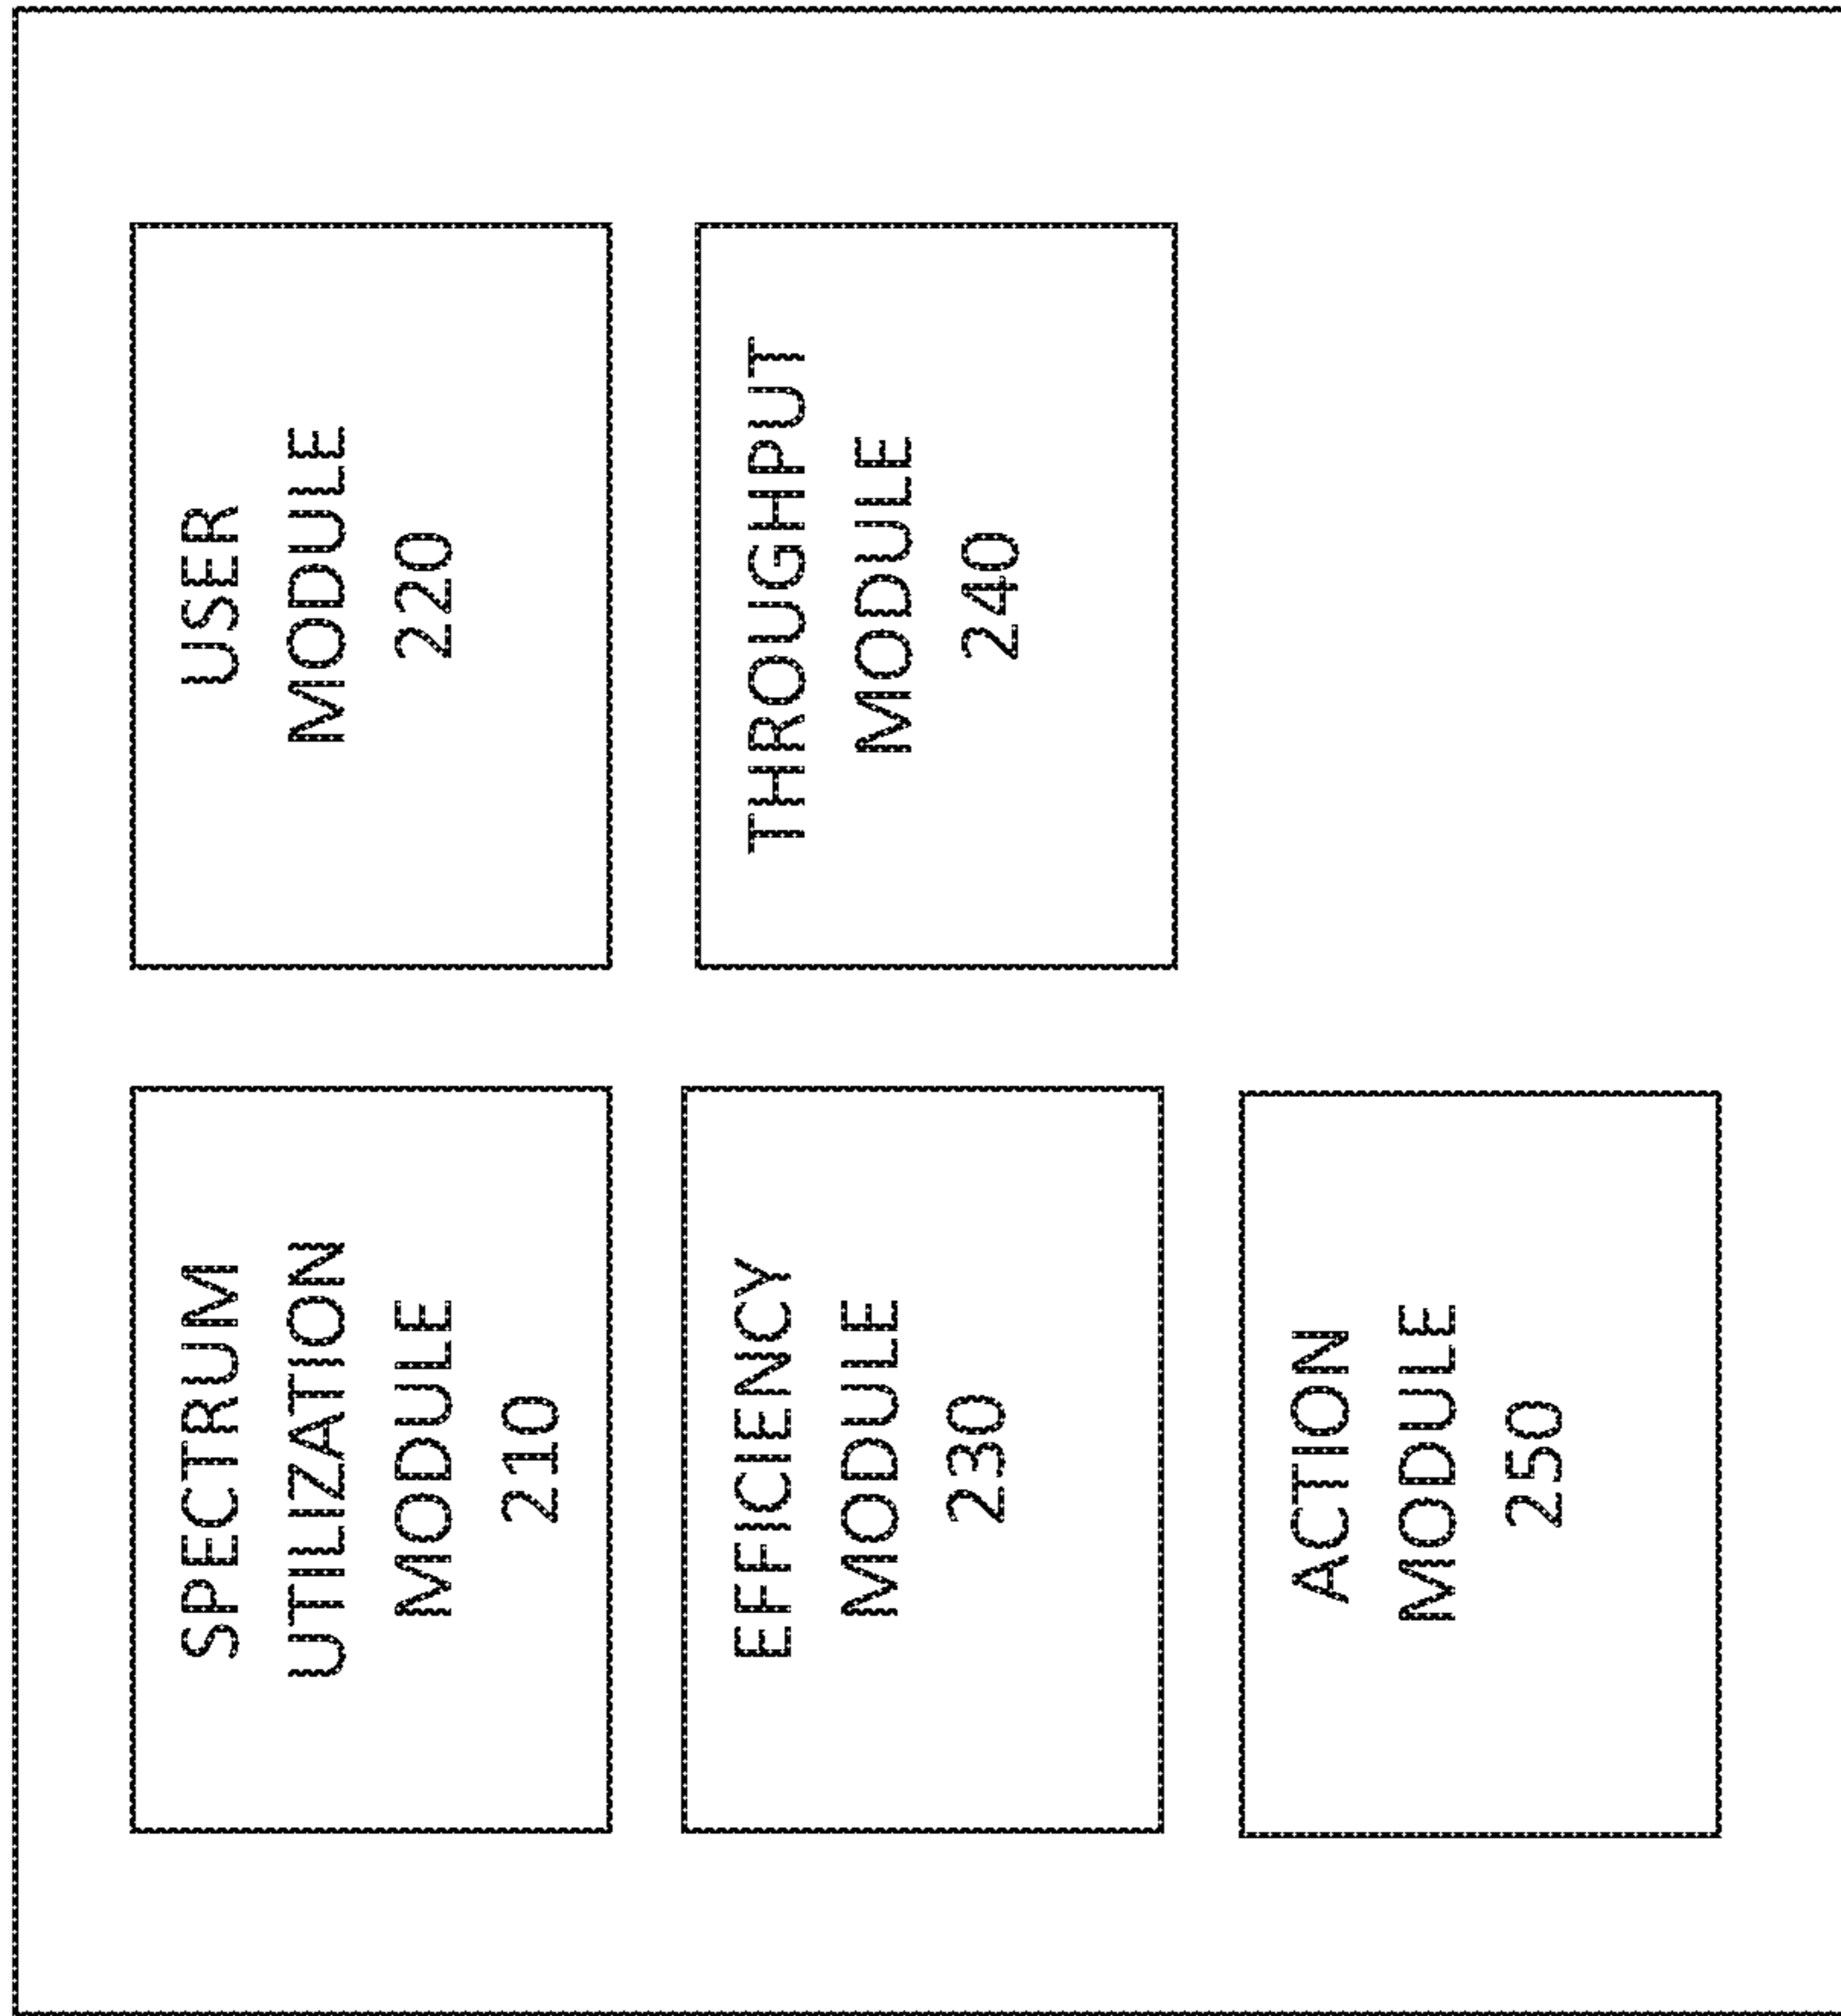 SPECTRUM
UTILIZATION
MODULE
210
USER
MODULE
220
EFFICIENCY
MODULE
230
THROUGHPUT
MODULE
240
ACTION
MODULE
250